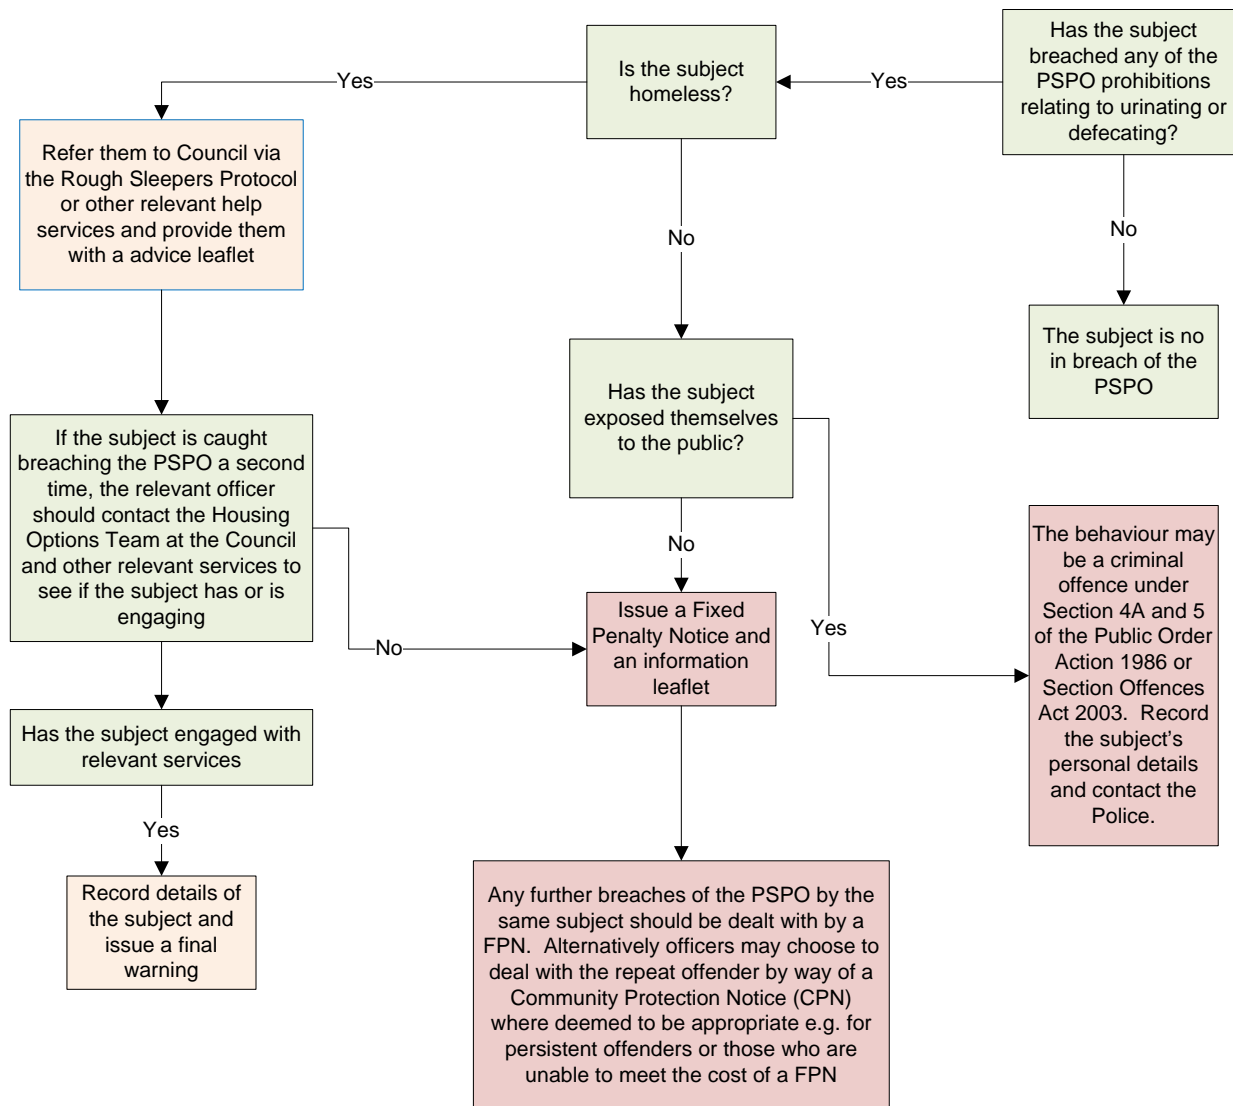 Has the subject
breached any of the
PSPO prohibitions
relating to urinating or
defecating?
Yes
Is the subject
homeless?
Yes
Refer them to Council via
the Rough Sleepers Protocol
or other relevant help
services and provide them
with a advice leaflet
No
No
The subject is no
in breach of the
PSPO
Has the subject
exposed themselves
to the public?
If the subject is caught
breaching the PSPO a second
time, the relevant officer
should contact the Housing
Options Team at the Council
and other relevant services to
see if the subject has or is
engaging
No
No
Issue a Fixed
Penalty Notice and
an information
leaflet
Yes
The behaviour may
be a criminal
offence under
Section 4A and 5
of the Public Order
Action 1986 or
Section Offences
Act 2003. Record
the subject's
personal details
and contact the
Police.
Has the subject engaged with
relevant services
Yes
Record details of
the subject and
issue a final
warning
Any further breaches of the PSPO by the
same subject should be dealt with by a
FPN. Alternatively officers may choose to
deal with the repeat offender by way of a
Community Protection Notice (CPN)
where deemed to be appropriate e.g. for
persistent offenders or those who are
unable to meet the cost of a FPN